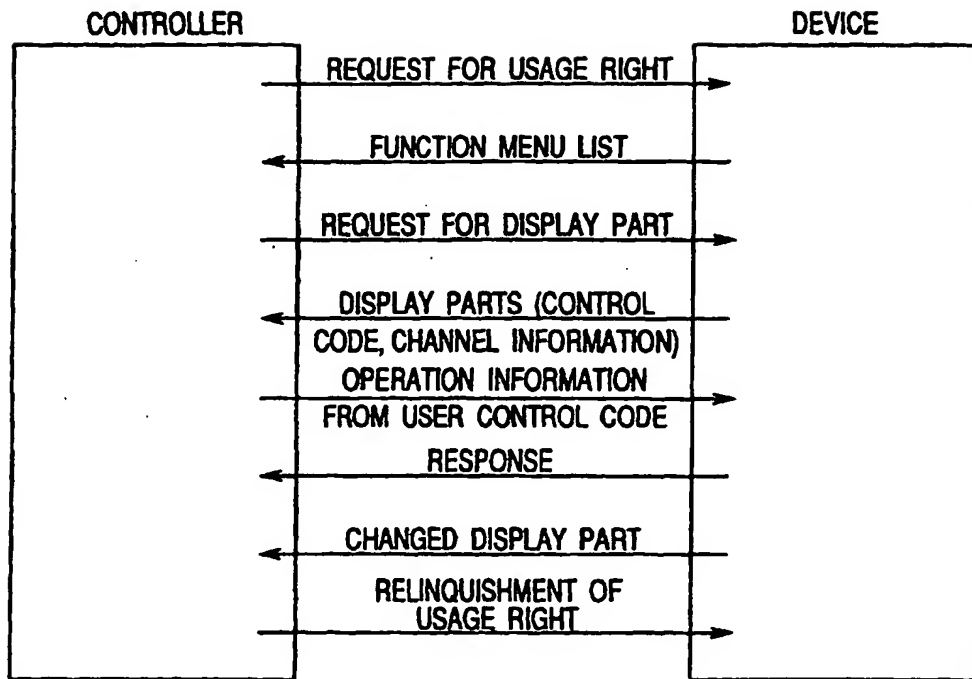 CONTROLLER
DEVICE
REQUEST FOR USAGE RIGHT
FUNCTION MENU LIST
REQUEST FOR DISPLAY PART
DISPLAY PARTS (CONTROL
CODE, CHANNEL INFORMATION)
OPERATION INFORMATION
FROM USER CONTROL CODE
RESPONSE
CHANGED DISPLAY PART
RELINQUISHMENT OF
USAGE RIGHT